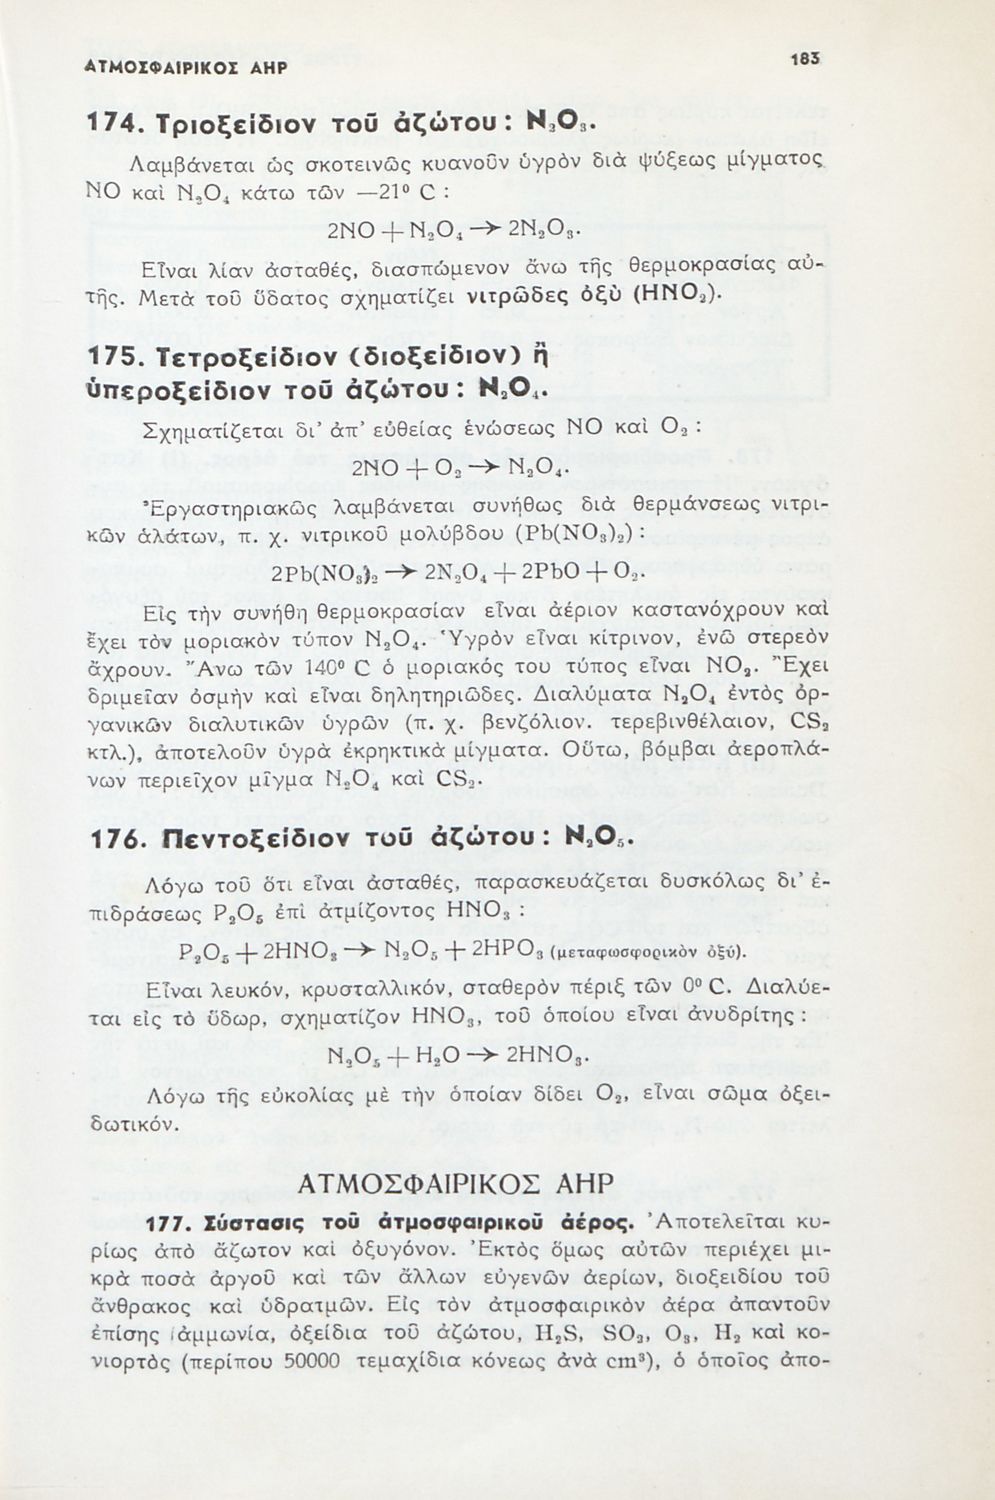 ΑΤΜΟΣΦΑΙΡΙΚΟΣ ΑΗΡ 183
174. Τριοξείδιον τοῦ ἀζώτου: N₂O₃.
Λαμβάνεται ὡς σκοτεινῶς κυανοῦν ὑγρὸν διὰ ψύξεως μίγματος
NO καὶ N₂O₄ κάτω τῶν —21⁰ C :
2NO + N₂O₄ → 2N₂O₃.
Εἶναι λίαν ἀσταθές, διασπώμενον ἄνω τῆς θερμοκρασίας αὐ-
τῆς. Μετὰ τοῦ ὕδατος σχηματίζει νιτρῶδες ὀξὺ (HNO₂).
175. Τετροξείδιον (διοξείδιον) ἢ
ὑπεροξείδιον τοῦ ἀζώτου: N₂O₄.
Σχηματίζεται δι’ ἀπ’ εὐθείας ἑνώσεως NO καὶ O₂ :
2NO + O₂ → N₂O₄.
Ἐργαστηριακῶς λαμβάνεται συνήθως διὰ θερμάνσεως νιτρι-
κῶν ἁλάτων, π. χ. νιτρικοῦ μολύβδου (Pb(NO₃)₂) :
2Pb(NO₃)₂ → 2N₂O₄ + 2PbO + O₂.
Εἰς τὴν συνήθη θερμοκρασίαν εἶναι ἀέριον καστανόχρουν καὶ
ἔχει τὸν μοριακὸν τύπον N₂O₄. Ὑγρὸν εἶναι κίτρινον, ἐνῶ στερεὸν
ἄχρουν. Ἄνω τῶν 140⁰ C ὁ μοριακός του τύπος εἶναι NO₂. Ἔχει
δριμεῖαν ὀσμὴν καὶ εἶναι δηλητηριῶδες. Διαλύματα N₂O₄ ἐντὸς ὀρ-
γανικῶν διαλυτικῶν ὑγρῶν (π. χ. βενζόλιον. τερεβινθέλαιον, CS₂
κτλ.), ἀποτελοῦν ὑγρὰ ἐκρηκτικὰ μίγματα. Οὕτω, βόμβαι ἀεροπλά-
νων περιεῖχον μῖγμα N₂O₄ καὶ CS₂.
176. Πεντοξείδιον τοῦ ἀζώτου: N₂O₅.
Λόγω τοῦ ὅτι εἶναι ἀσταθές, παρασκευάζεται δυσκόλως δι’ ἐ-
πιδράσεως P₂O₅ ἐπὶ ἀτμίζοντος HNO₃ :
P₂O₅ + 2HNO₃ → N₂O₅ + 2HPO₃ (μεταφωσφορικὸν ὀξύ).
Εἶναι λευκόν, κρυσταλλικόν, σταθερὸν πέριξ τῶν 0⁰ C. Διαλύε-
ται εἰς τὸ ὕδωρ, σχηματίζον HNO₃, τοῦ ὁποίου εἶναι ἀνυδρίτης :
N₂O₅ + H₂O → 2HNO₃.
Λόγω τῆς εὐκολίας μὲ τὴν ὁποίαν δίδει O₂, εἶναι σῶμα ὀξει-
δωτικόν.
ΑΤΜΟΣΦΑΙΡΙΚΟΣ ΑΗΡ
177. Σύστασις τοῦ ἀτμοσφαιρικοῦ ἀέρος. Ἀποτελεῖται κυ-
ρίως ἀπὸ ἄζωτον καὶ ὀξυγόνον. Ἐκτὸς ὅμως αὐτῶν περιέχει μι-
κρὰ ποσὰ ἀργοῦ καὶ τῶν ἄλλων εὐγενῶν ἀερίων, διοξειδίου τοῦ
ἄνθρακος καὶ ὑδρατμῶν. Εἰς τὸν ἀτμοσφαιρικὸν ἀέρα ἀπαντοῦν
ἐπίσης ἀμμωνία, ὀξείδια τοῦ ἀζώτου, H₂S, SO₂, O₃, H₂ καὶ κο-
νιορτὸς (περίπου 50000 τεμαχίδια κόνεως ἀνὰ cm³), ὁ ὁποῖος ἀπο-